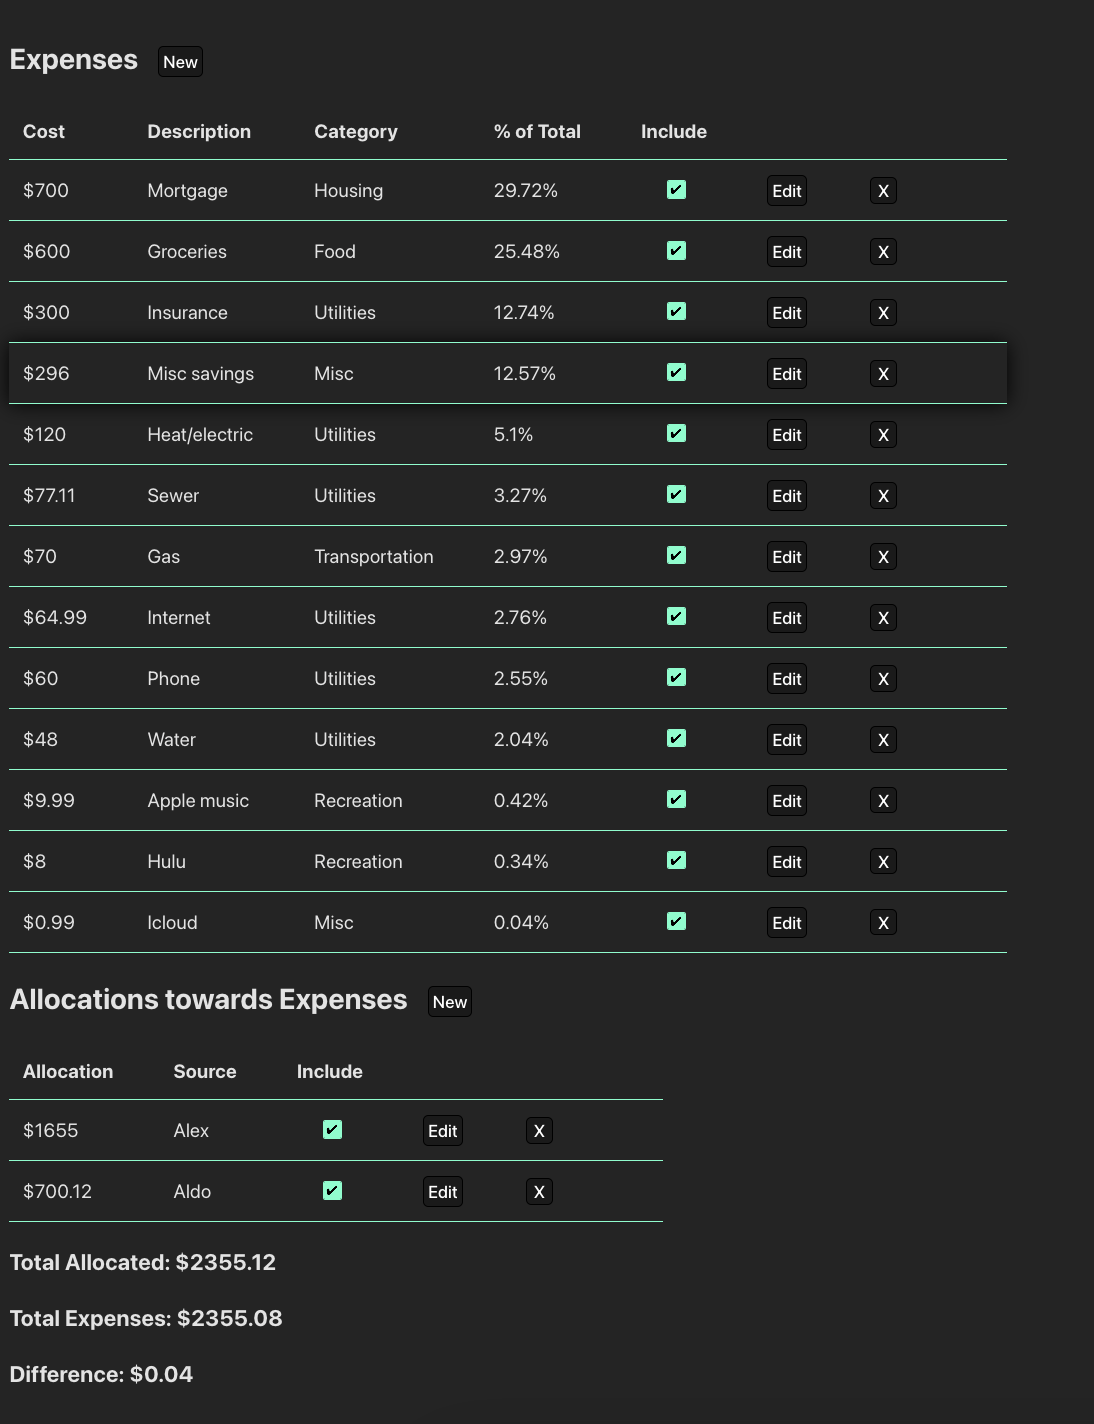 Expenses New
Cost Description Category % of Total Include
$700 Mortgage Housing 29.72% Edit X
$600 Groceries Food 25.48% Edit X
$300 Insurance Utilities 12.74% Edit X
$296 Misc savings Misc 12.57% Edit X
$120 Heat/electric Utilities 5.1% Edit X
$77.11 Sewer Utilities 3.27% Edit X
$70 Gas Transportation 2.97% Edit X
$64.99 Internet Utilities 2.76% Edit X
$60 Phone Utilities 2.55% Edit X
$48 Water Utilities 2.04% Edit X
$9.99 Apple music Recreation 0.42% Edit X
$8 Hulu Recreation 0.34% Edit X
$0.99 Icloud Misc 0.04% Edit X
Allocations towards Expenses New
Allocation Source Include
$1655 Alex Edit X
$700.12 Aldo Edit X
Total Allocated: $2355.12
Total Expenses: $2355.08
Difference: $0.04